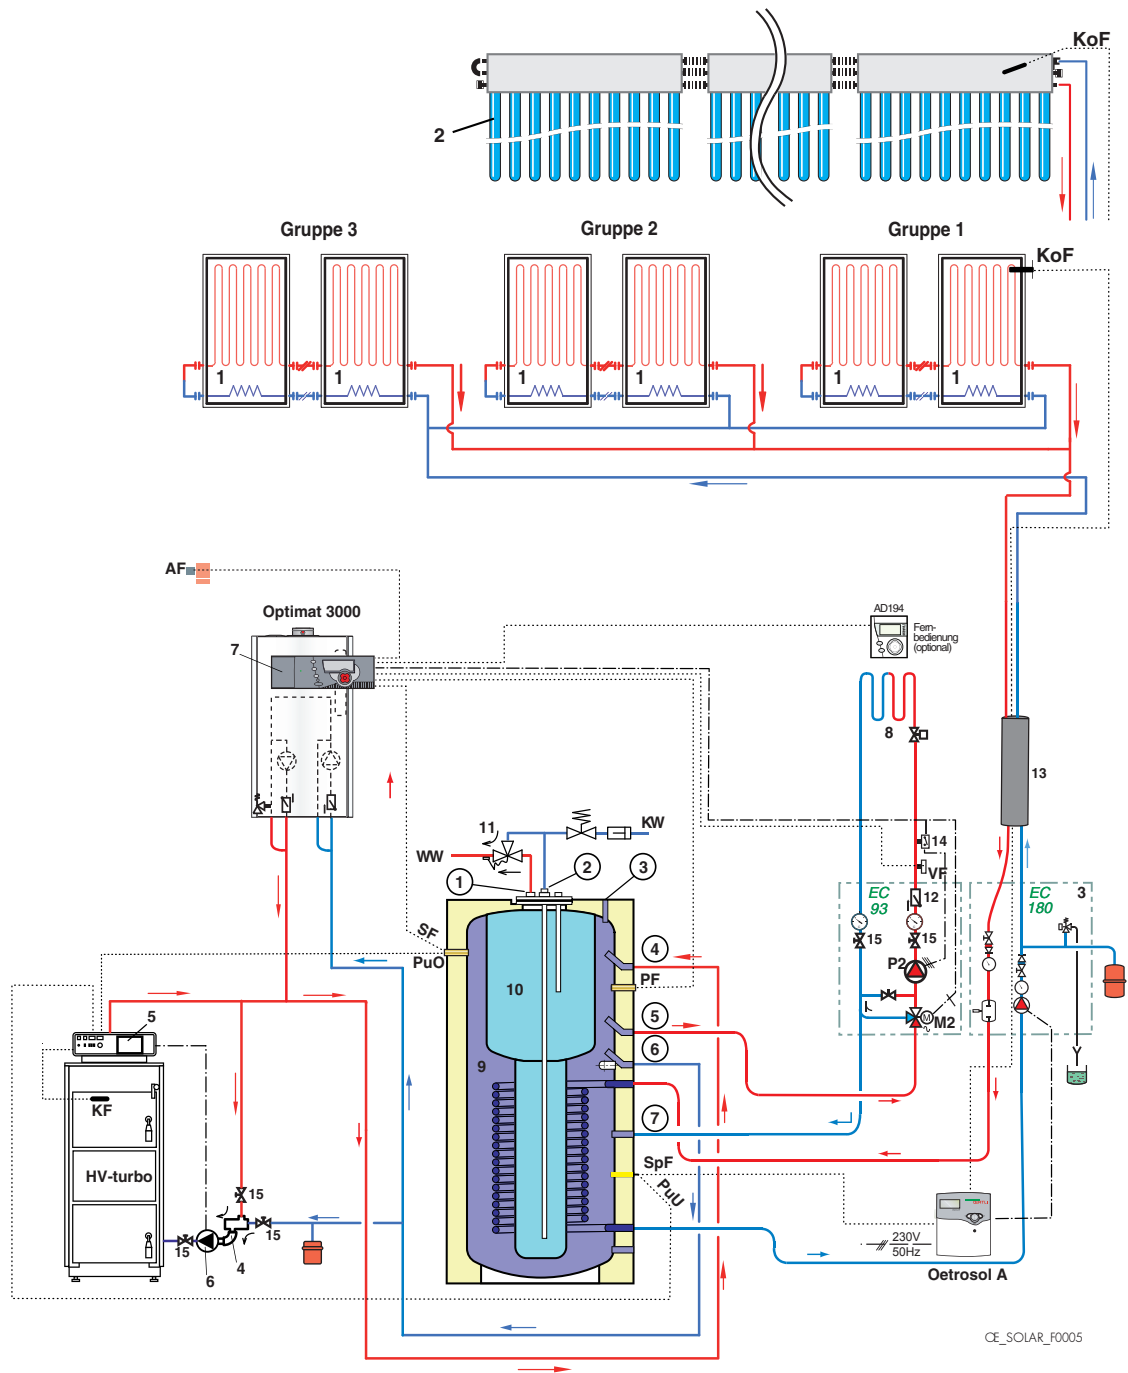 KoF
2
Gruppe 3
Gruppe 2
Gruppe 1
KoF
1
1
1
1
1
1
AF
Optimat 3000
7
AD194
Fern-
bedienung
(optional)
8
13
11
KW
WW
14
VF
1
2
3
EC
93
12
EC
180
3
SF
PuO
4
15
15
PF
P2
10
5
5
M2
6
9
KF
7
HV-turbo
SpF
PuU
15
15
15
4
6
230V
50Hz
Oetrosol A
M
CE_SOLAR_F0005